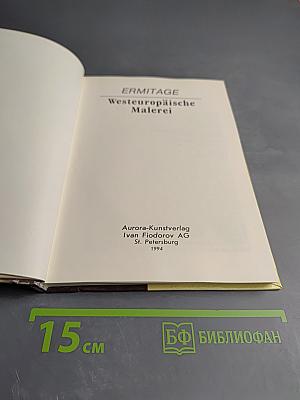 ERMITAGE
Westeuropäische
Malerei
Aurora-Kunstverlag
Ivan Fiodorov AG
St. Petersburg
1994
15 см
БФ БИБЛИОФАН